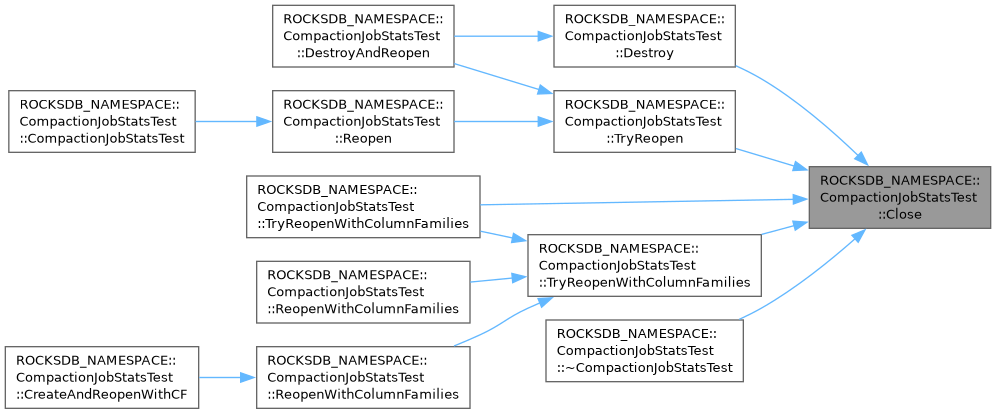 ROCKSDB_NAMESPACE::
CompactionJobStatsTest
::DestroyAndReopen
ROCKSDB_NAMESPACE::
CompactionJobStatsTest
::Destroy
ROCKSDB_NAMESPACE::
CompactionJobStatsTest
::CompactionJobStatsTest
ROCKSDB_NAMESPACE::
CompactionJobStatsTest
::Reopen
ROCKSDB_NAMESPACE::
CompactionJobStatsTest
::TryReopen
ROCKSDB_NAMESPACE::
CompactionJobStatsTest
::Close
ROCKSDB_NAMESPACE::
CompactionJobStatsTest
::TryReopenWithColumnFamilies
ROCKSDB_NAMESPACE::
CompactionJobStatsTest
::TryReopenWithColumnFamilies
ROCKSDB_NAMESPACE::
CompactionJobStatsTest
::ReopenWithColumnFamilies
ROCKSDB_NAMESPACE::
CompactionJobStatsTest
::~CompactionJobStatsTest
ROCKSDB_NAMESPACE::
CompactionJobStatsTest
::CreateAndReopenWithCF
ROCKSDB_NAMESPACE::
CompactionJobStatsTest
::ReopenWithColumnFamilies